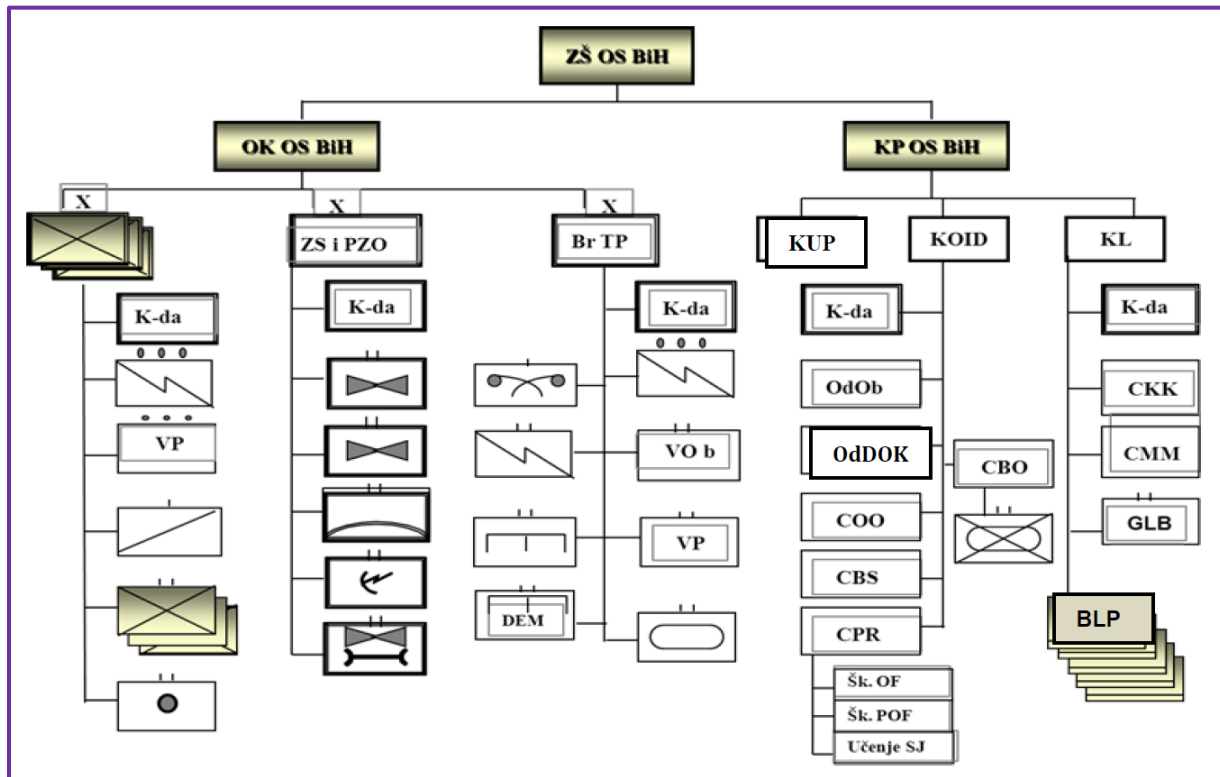 ZŠ OS BiH
OK OS BiH
KP OS BiH
X
X
X
ZS i PZO
Br TP
KUP
KOID
KL
K-da
K-da
K-da
K-da
K-da
VP
OdOb
CKK
VO b
OdDOK
CBO
CMM
COO
GLB
VP
CBS
DEM
CPR
BLP
Šk. OF
Šk. POF
Učenje SJ